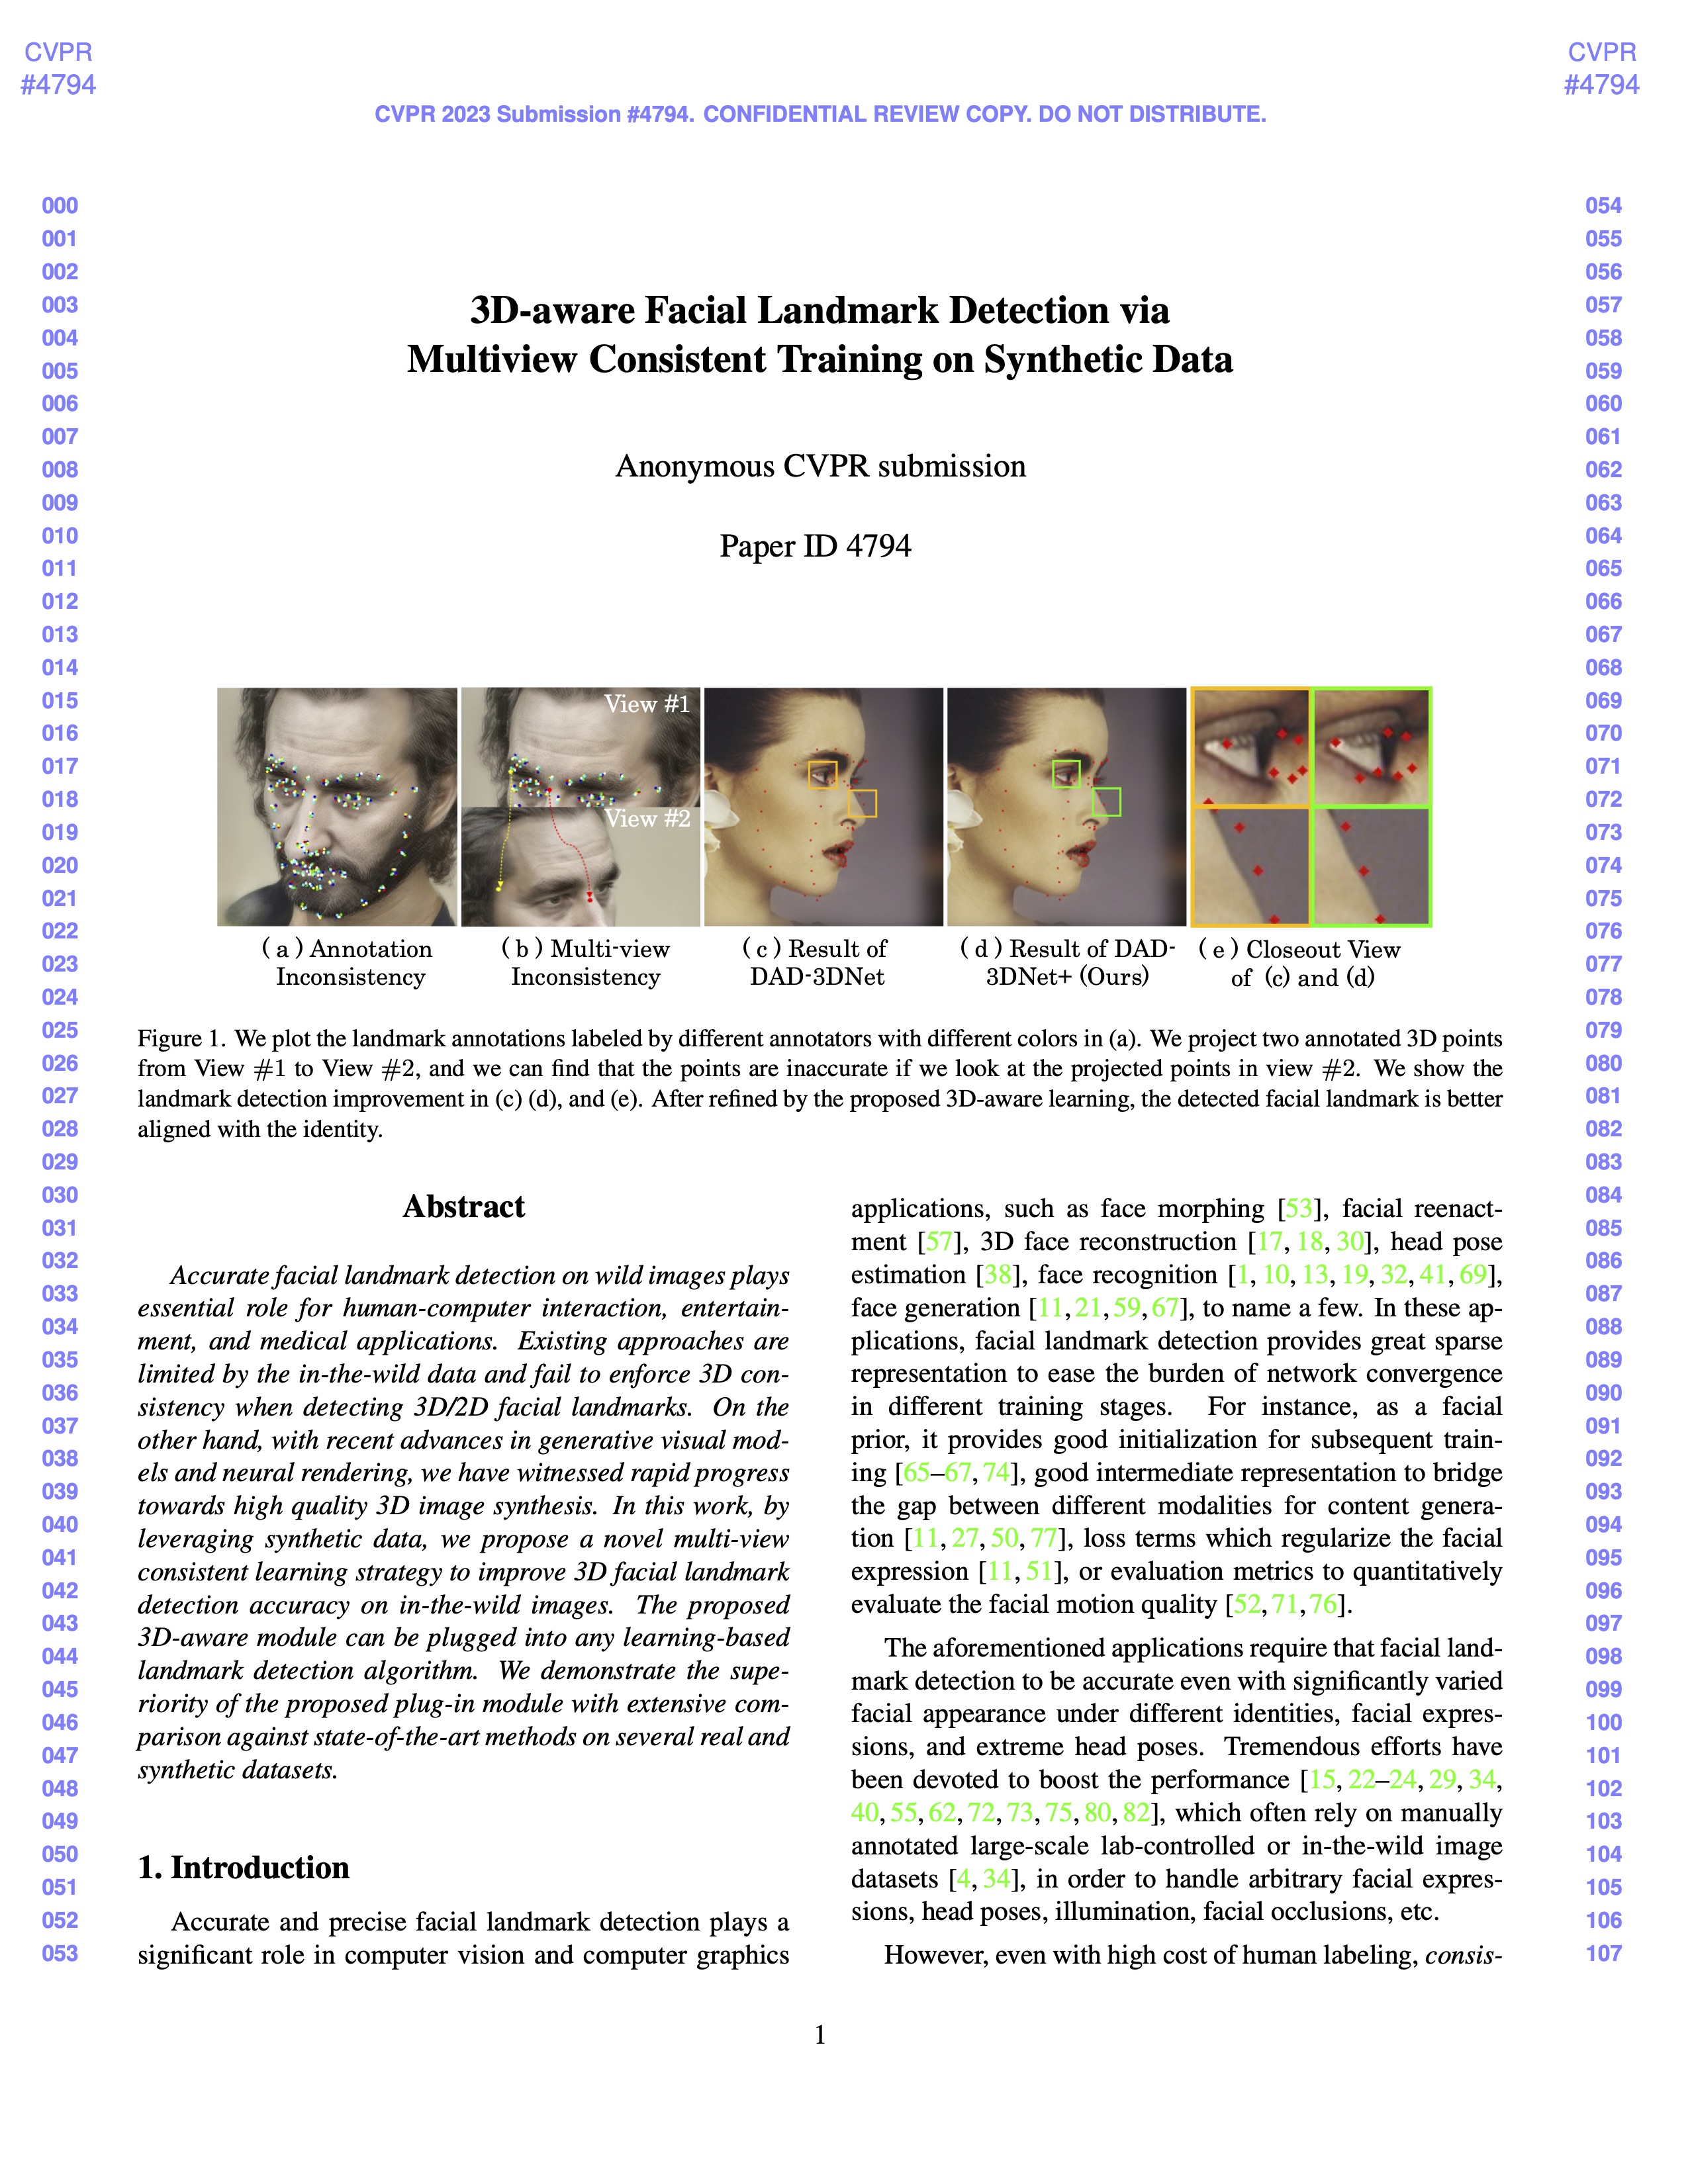 CVPR
#4794
CVPR
#4794
CVPR 2023 Submission #4794. CONFIDENTIAL REVIEW COPY. DO NOT DISTRIBUTE.
3D-aware Facial Landmark Detection via
Multiview Consistent Training on Synthetic Data
Anonymous CVPR submission
Paper ID 4794
View #1
View #2
( a ) Annotation
Inconsistency
( b ) Multi-view
Inconsistency
( c ) Result of
DAD-3DNet
( d ) Result of DAD-
3DNet+ (Ours)
( e ) Closeout View
of (c) and (d)
Figure 1. We plot the landmark annotations labeled by different annotators with different colors in (a). We project two annotated 3D points
from View #1 to View #2, and we can find that the points are inaccurate if we look at the projected points in view #2. We show the
landmark detection improvement in (c) (d), and (e). After refined by the proposed 3D-aware learning, the detected facial landmark is better
aligned with the identity.
Abstract
Accurate facial landmark detection on wild images plays
essential role for human-computer interaction, entertain-
ment, and medical applications. Existing approaches are
limited by the in-the-wild data and fail to enforce 3D con-
sistency when detecting 3D/2D facial landmarks. On the
other hand, with recent advances in generative visual mod-
els and neural rendering, we have witnessed rapid progress
towards high quality 3D image synthesis. In this work, by
leveraging synthetic data, we propose a novel multi-view
consistent learning strategy to improve 3D facial landmark
detection accuracy on in-the-wild images. The proposed
3D-aware module can be plugged into any learning-based
landmark detection algorithm. We demonstrate the supe-
riority of the proposed plug-in module with extensive com-
parison against state-of-the-art methods on several real and
synthetic datasets.
1. Introduction
Accurate and precise facial landmark detection plays a
significant role in computer vision and computer graphics
applications, such as face morphing [53], facial reenact-
ment [57], 3D face reconstruction [17, 18, 30], head pose
estimation [38], face recognition [1, 10, 13, 19, 32, 41, 69],
face generation [11, 21, 59, 67], to name a few. In these ap-
plications, facial landmark detection provides great sparse
representation to ease the burden of network convergence
in different training stages. For instance, as a facial
prior, it provides good initialization for subsequent train-
ing [65–67, 74], good intermediate representation to bridge
the gap between different modalities for content genera-
tion [11, 27, 50, 77], loss terms which regularize the facial
expression [11, 51], or evaluation metrics to quantitatively
evaluate the facial motion quality [52, 71, 76].
The aforementioned applications require that facial land-
mark detection to be accurate even with significantly varied
facial appearance under different identities, facial expres-
sions, and extreme head poses. Tremendous efforts have
been devoted to boost the performance [15, 22–24, 29, 34,
40, 55, 62, 72, 73, 75, 80, 82], which often rely on manually
annotated large-scale lab-controlled or in-the-wild image
datasets [4, 34], in order to handle arbitrary facial expres-
sions, head poses, illumination, facial occlusions, etc.
However, even with high cost of human labeling, consis-
000
001
002
003
004
005
006
007
008
009
010
011
012
013
014
015
016
017
018
019
020
021
022
023
024
025
026
027
028
029
030
031
032
033
034
035
036
037
038
039
040
041
042
043
044
045
046
047
048
049
050
051
052
053
054
055
056
057
058
059
060
061
062
063
064
065
066
067
068
069
070
071
072
073
074
075
076
077
078
079
080
081
082
083
084
085
086
087
088
089
090
091
092
093
094
095
096
097
098
099
100
101
102
103
104
105
106
107
1